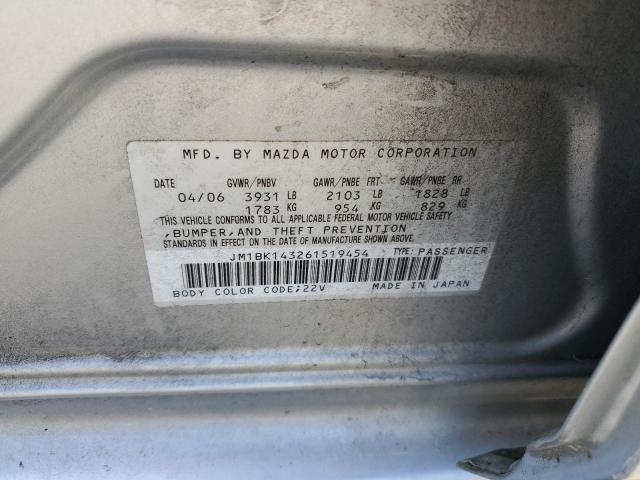 MFD. BY MAZDA MOTOR CORPORATION
DATE GVWR/PNBV GAWR/PNBE FRT GAWR/PNBE RR
04/06 3931 LB 2103 LB 1828 LB
1783 KG 954 KG 829 KG
THIS VEHICLE CONFORMS TO ALL APPLICABLE FEDERAL MOTOR VEHICLE SAFETY
,BUMPER,AND THEFT PREVENTION
STANDARDS IN EFFECT ON THE DATE OF MANUFACTURE SHOWN ABOVE.
JM1BK143261519454 TYPE: PASSENGER
BODY COLOR CODE;22V MADE IN JAPAN